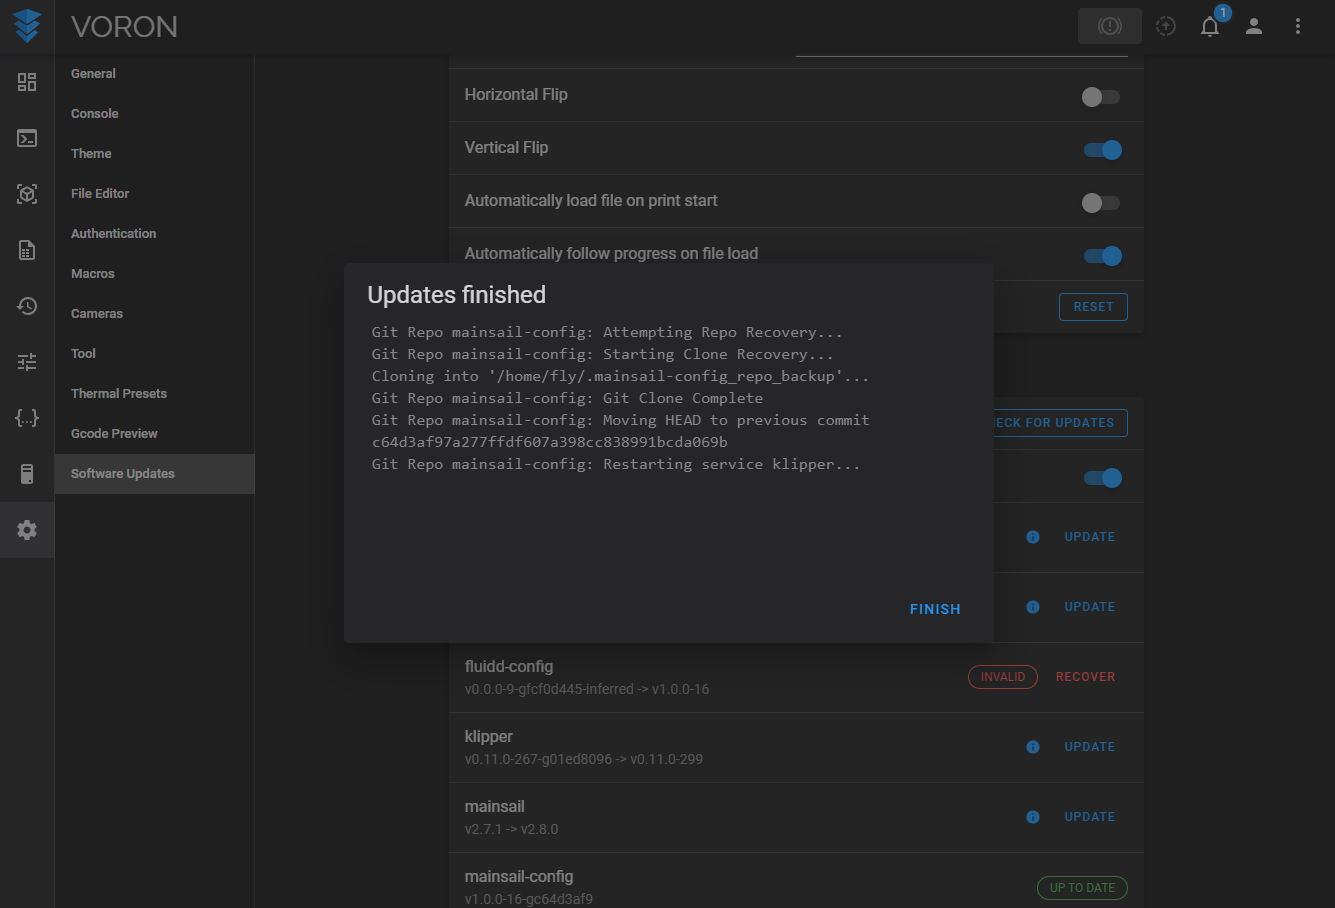 VORON
1
General
Console
Theme
File Editor
Authentication
Macros
Cameras
Tool
Thermal Presets
Gcode Preview
Software Updates
Horizontal Flip
Vertical Flip
Automatically load file on print start
Automatically follow progress on file load
RESET
Updates finished
Git Repo mainsail-config: Attempting Repo Recovery...
Git Repo mainsail-config: Starting Clone Recovery...
Cloning into '/home/fly/.mainsail-config_repo_backup'...
Git Repo mainsail-config: Git Clone Complete
Git Repo mainsail-config: Moving HEAD to previous commit
c64d3af97a277ffdf607a398cc838991bcda069b
Git Repo mainsail-config: Restarting service klipper...
FINISH
ECK FOR UPDATES
UPDATE
UPDATE
fluidd-config
v0.0.0-9-gfcf0d445-inferred -> v1.0.0-16
INVALID
RECOVER
klipper
v0.11.0-267-g01ed8096 -> v0.11.0-299
UPDATE
mainsail
v2.7.1 -> v2.8.0
UPDATE
mainsail-config
v1.0.0-16-gc64d3af9
UP TO DATE